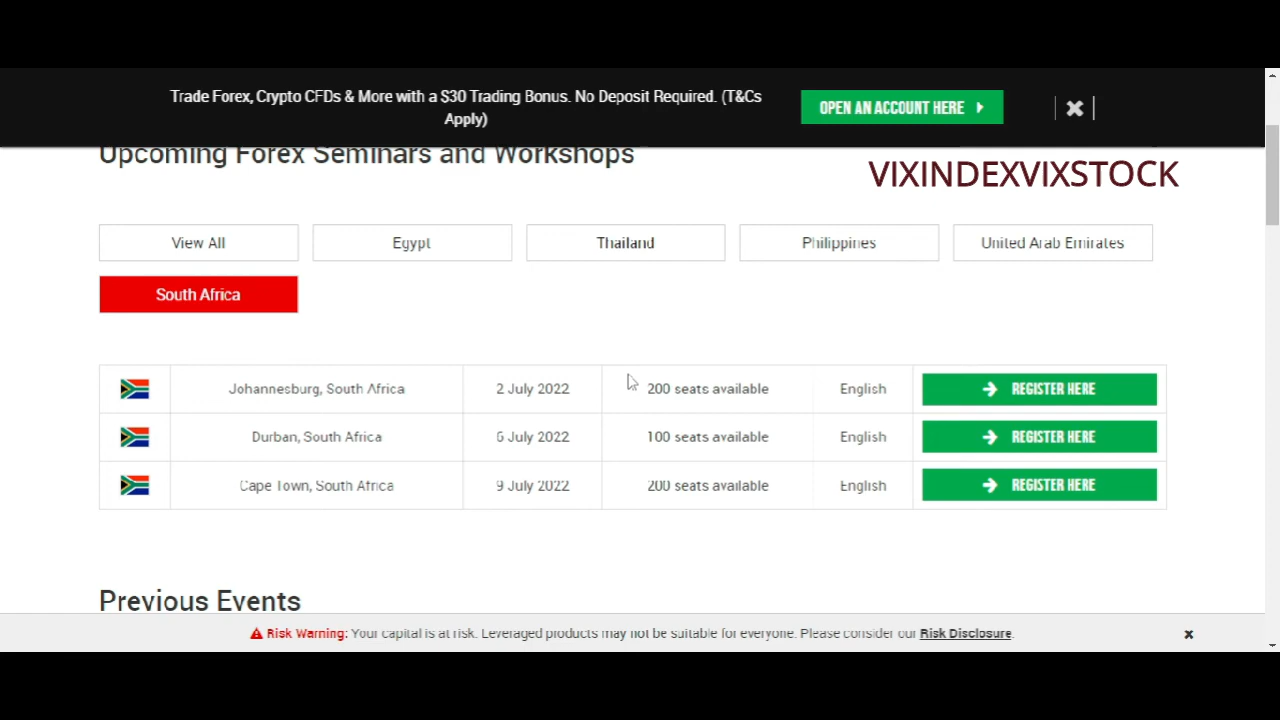 Trade Forex, Crypto CFDs & More with a $30 Trading Bonus. No Deposit Required. (T&Cs
Apply)
OPEN AN ACCOUNT HERE
Upcoming Forex Seminars and Workshops
VIXINDEXVIXSTOCK
View All
Egypt
Thailand
Philippines
United Arab Emirates
South Africa
Johannesburg, South Africa 2 July 2022 200 seats available English REGISTER HERE
Durban, South Africa 6 July 2022 100 seats available English REGISTER HERE
Cape Town, South Africa 9 July 2022 200 seats available English REGISTER HERE
Previous Events
Risk Warning: Your capital is at risk. Leveraged products may not be suitable for everyone. Please consider our Risk Disclosure.